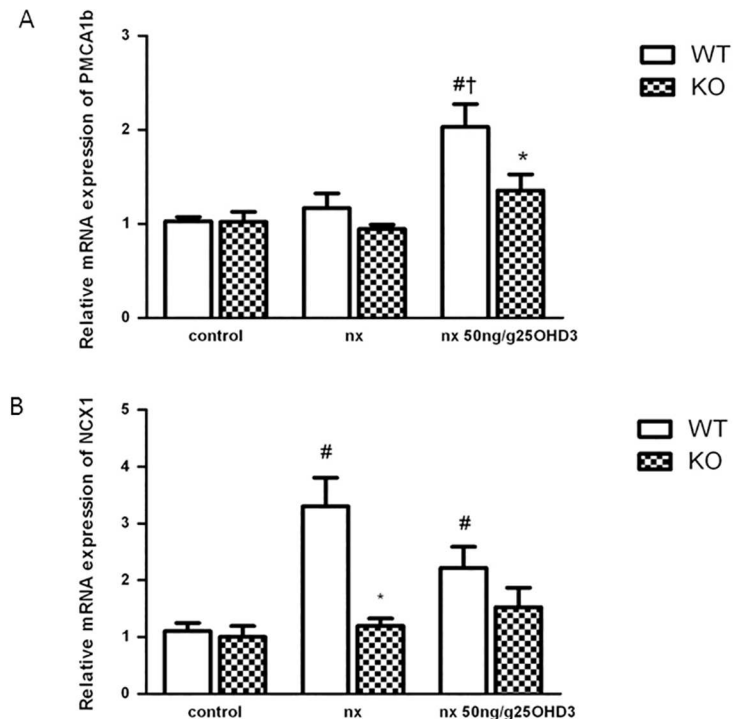 A
Relative mRNA expression of PMCA1b
3
2
1
0
#†
*
control
nx
nx 50ng/g25OHD3
WT
KO
B
Relative mRNA expression of NCX1
5
4
3
2
1
0
#
*
#
control
nx
nx 50ng/g25OHD3
WT
KO